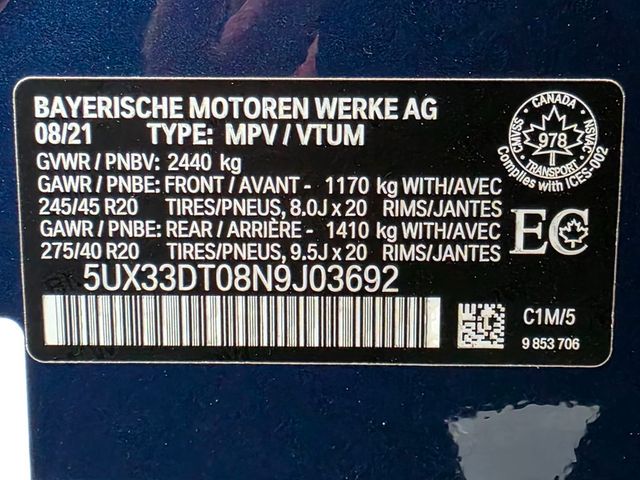 BAYERISCHE MOTOREN WERKE AG
08/21 TYPE: MPV / VTUM
GVWR / PNBV: 2440 kg
GAWR / PNBE: FRONT / AVANT - 1170 kg WITH/AVEC
245/45 R20 TIRES/PNEUS, 8.0J x 20 RIMS/JANTES
GAWR / PNBE: REAR / ARRIÈRE - 1410 kg WITH/AVEC
275/40 R20 TIRES/PNEUS, 9.5J x 20 RIMS/JANTES
5UX33DT08N9J03692
CANADA
CMVSS NSVAC
978
TRANSPORT
Complies with ICES-002
EC
C1M/5
9 853 706